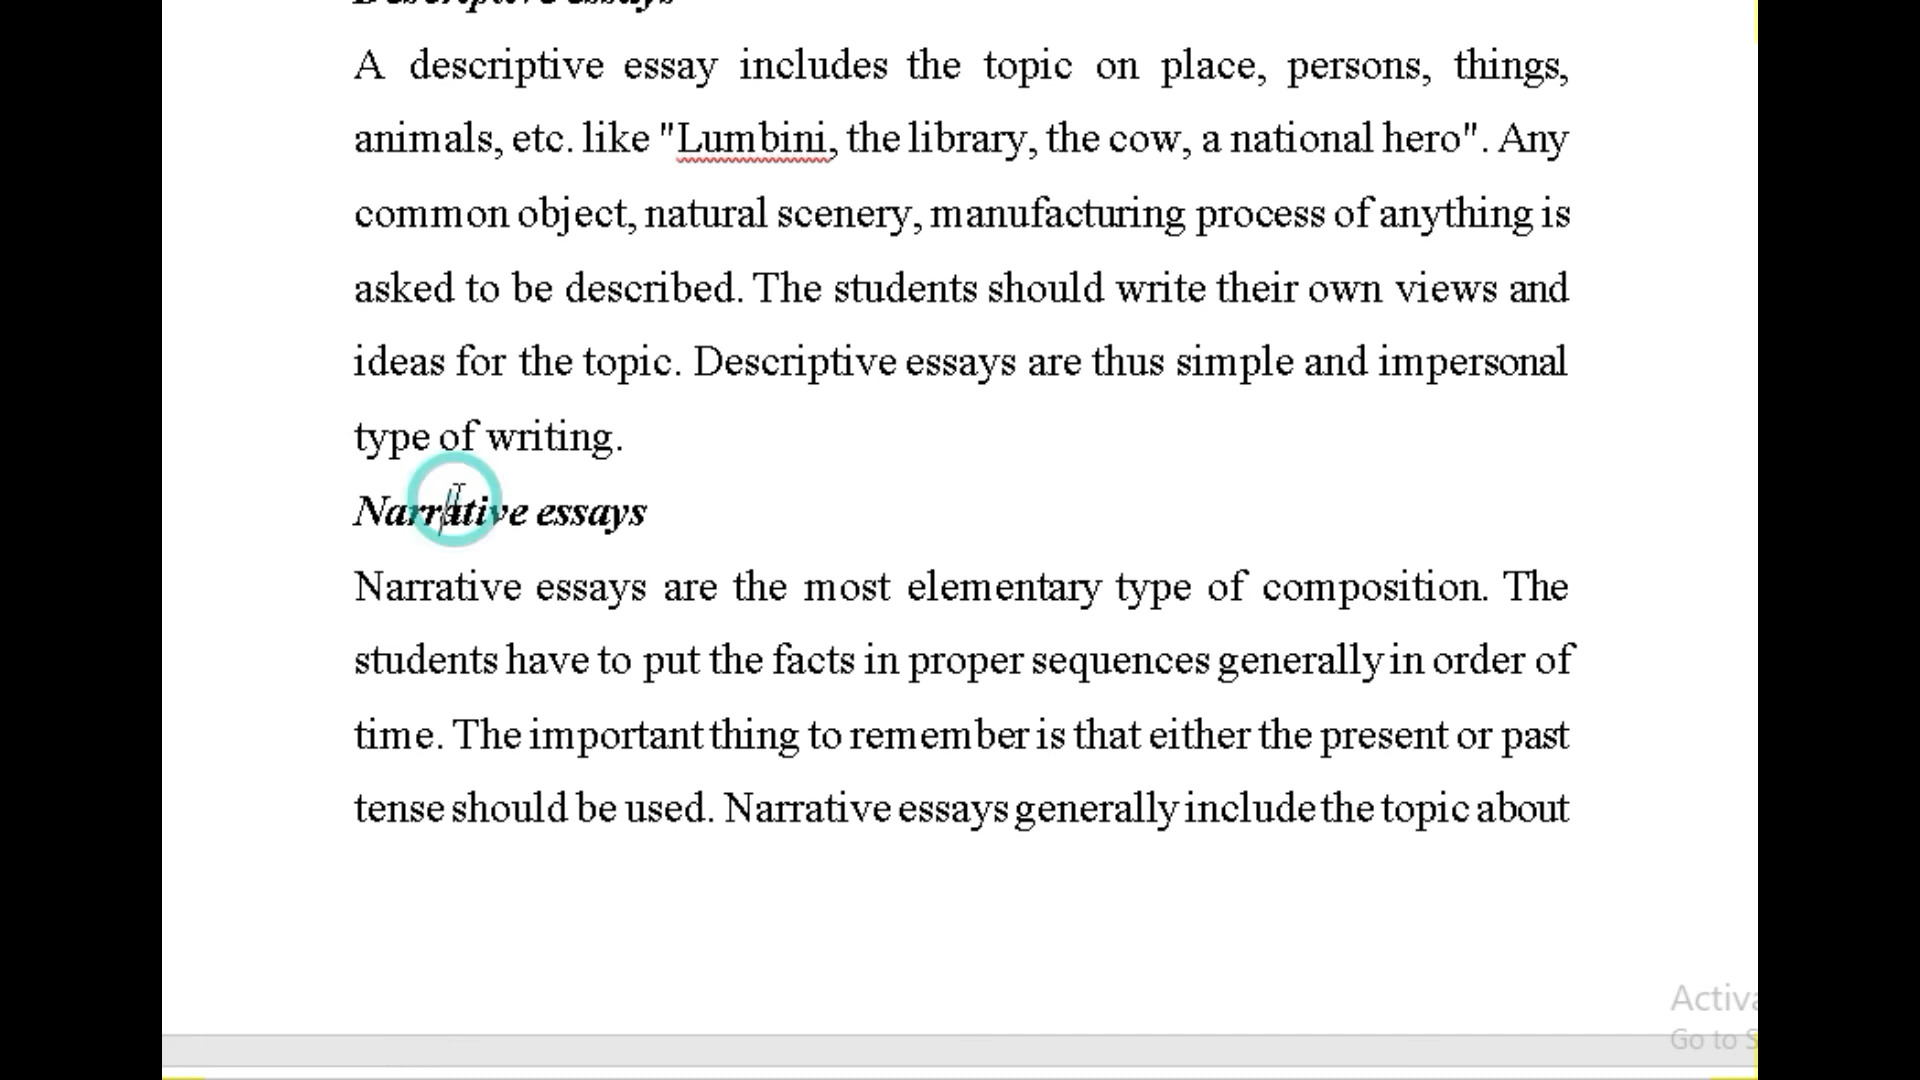 Descriptive essays
A descriptive essay includes the topic on place, persons, things,
animals, etc. like "Lumbini, the library, the cow, a national hero". Any
common object, natural scenery, manufacturing process of anything is
asked to be described. The students should write their own views and
ideas for the topic. Descriptive essays are thus simple and impersonal
type of writing.
Narrative essays
Narrative essays are the most elementary type of composition. The
students have to put the facts in proper sequences generally in order of
time. The important thing to remember is that either the present or past
tense should be used. Narrative essays generally include the topic about
Activa
Go to S